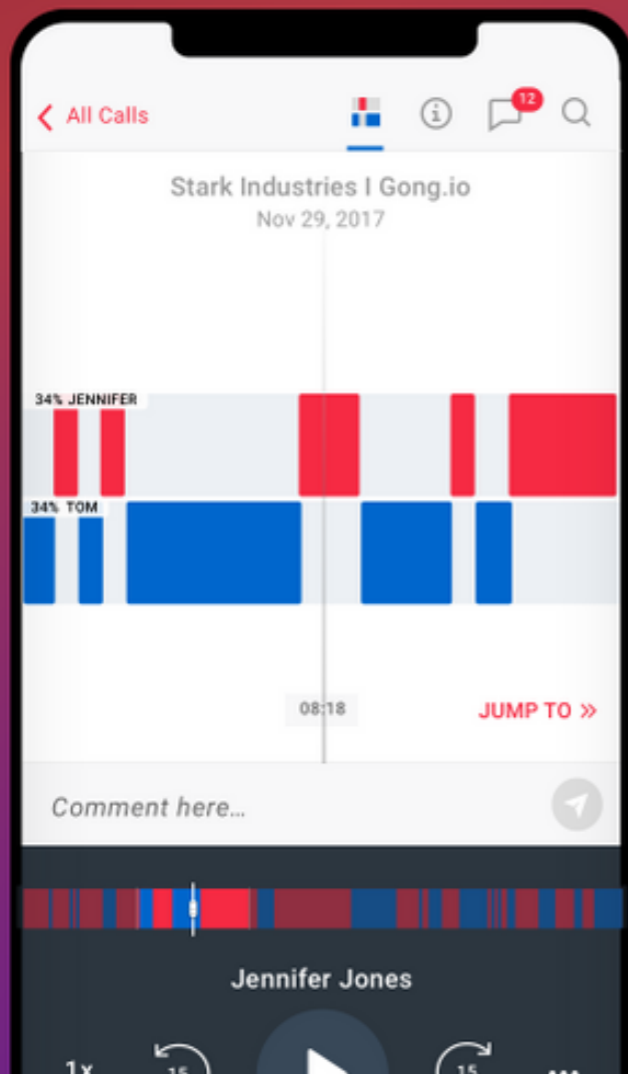 All Calls
12
Stark Industries I Gong.io
Nov 29, 2017
34% JENNIFER
34% TOM
08:18
JUMP TO »
Comment here…
Jennifer Jones
1x
15
15